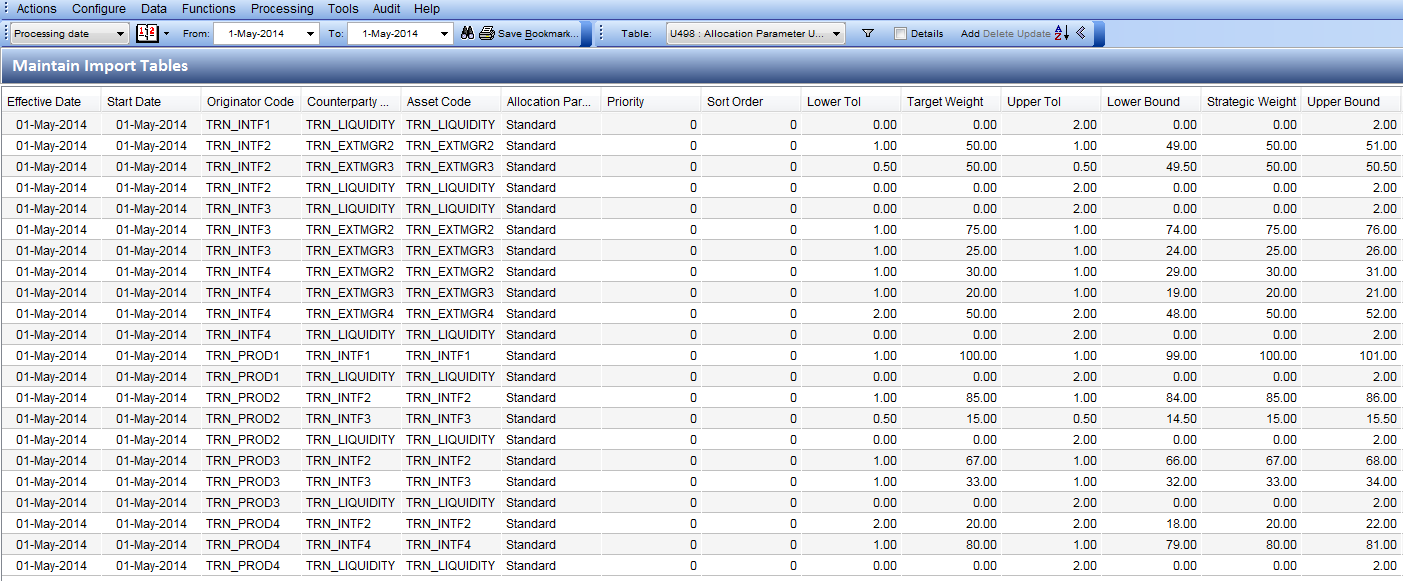 Actions Configure Data Functions Processing Tools Audit Help
Processing date From: 1-May-2014 To: 1-May-2014 Save Bookmark... Table: U498 : Allocation Parameter U... Details Add Delete Update
Maintain Import Tables
Effective Date Start Date Originator Code Counterparty ... Asset Code Allocation Par... Priority Sort Order Lower Tol Target Weight Upper Tol Lower Bound Strategic Weight Upper Bound
01-May-2014 01-May-2014 TRN_INTF1 TRN_LIQUIDITY TRN_LIQUIDITY Standard 0 0 0.00 0.00 2.00 0.00 0.00 2.00
01-May-2014 01-May-2014 TRN_INTF2 TRN_EXTMGR2 TRN_EXTMGR2 Standard 0 0 1.00 50.00 1.00 49.00 50.00 51.00
01-May-2014 01-May-2014 TRN_INTF2 TRN_EXTMGR3 TRN_EXTMGR3 Standard 0 0 0.50 50.00 0.50 49.50 50.00 50.50
01-May-2014 01-May-2014 TRN_INTF2 TRN_LIQUIDITY TRN_LIQUIDITY Standard 0 0 0.00 0.00 2.00 0.00 0.00 2.00
01-May-2014 01-May-2014 TRN_INTF3 TRN_LIQUIDITY TRN_LIQUIDITY Standard 0 0 0.00 0.00 2.00 0.00 0.00 2.00
01-May-2014 01-May-2014 TRN_INTF3 TRN_EXTMGR2 TRN_EXTMGR2 Standard 0 0 1.00 75.00 1.00 74.00 75.00 76.00
01-May-2014 01-May-2014 TRN_INTF3 TRN_EXTMGR3 TRN_EXTMGR3 Standard 0 0 1.00 25.00 1.00 24.00 25.00 26.00
01-May-2014 01-May-2014 TRN_INTF4 TRN_EXTMGR2 TRN_EXTMGR2 Standard 0 0 1.00 30.00 1.00 29.00 30.00 31.00
01-May-2014 01-May-2014 TRN_INTF4 TRN_EXTMGR3 TRN_EXTMGR3 Standard 0 0 1.00 20.00 1.00 19.00 20.00 21.00
01-May-2014 01-May-2014 TRN_INTF4 TRN_EXTMGR4 TRN_EXTMGR4 Standard 0 0 2.00 50.00 2.00 48.00 50.00 52.00
01-May-2014 01-May-2014 TRN_INTF4 TRN_LIQUIDITY TRN_LIQUIDITY Standard 0 0 0.00 0.00 2.00 0.00 0.00 2.00
01-May-2014 01-May-2014 TRN_PROD1 TRN_INTF1 TRN_INTF1 Standard 0 0 1.00 100.00 1.00 99.00 100.00 101.00
01-May-2014 01-May-2014 TRN_PROD1 TRN_LIQUIDITY TRN_LIQUIDITY Standard 0 0 0.00 0.00 2.00 0.00 0.00 2.00
01-May-2014 01-May-2014 TRN_PROD2 TRN_INTF2 TRN_INTF2 Standard 0 0 1.00 85.00 1.00 84.00 85.00 86.00
01-May-2014 01-May-2014 TRN_PROD2 TRN_INTF3 TRN_INTF3 Standard 0 0 0.50 15.00 0.50 14.50 15.00 15.50
01-May-2014 01-May-2014 TRN_PROD2 TRN_LIQUIDITY TRN_LIQUIDITY Standard 0 0 0.00 0.00 2.00 0.00 0.00 2.00
01-May-2014 01-May-2014 TRN_PROD3 TRN_INTF2 TRN_INTF2 Standard 0 0 1.00 67.00 1.00 66.00 67.00 68.00
01-May-2014 01-May-2014 TRN_PROD3 TRN_INTF3 TRN_INTF3 Standard 0 0 1.00 33.00 1.00 32.00 33.00 34.00
01-May-2014 01-May-2014 TRN_PROD3 TRN_LIQUIDITY TRN_LIQUIDITY Standard 0 0 0.00 0.00 2.00 0.00 0.00 2.00
01-May-2014 01-May-2014 TRN_PROD4 TRN_INTF2 TRN_INTF2 Standard 0 0 2.00 20.00 2.00 18.00 20.00 22.00
01-May-2014 01-May-2014 TRN_PROD4 TRN_INTF4 TRN_INTF4 Standard 0 0 1.00 80.00 1.00 79.00 80.00 81.00
01-May-2014 01-May-2014 TRN_PROD4 TRN_LIQUIDITY TRN_LIQUIDITY Standard 0 0 0.00 0.00 2.00 0.00 0.00 2.00